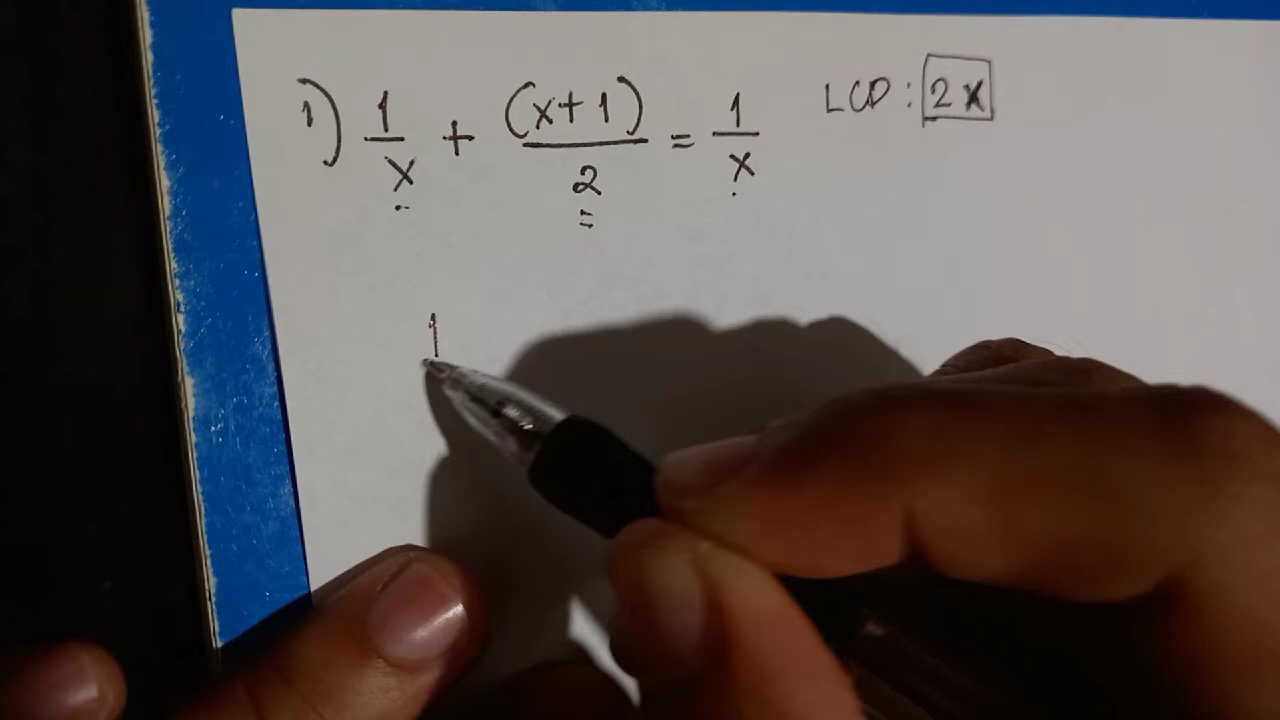 1) 1/x + (x+1)/2 = 1/x LCD : 2x
1